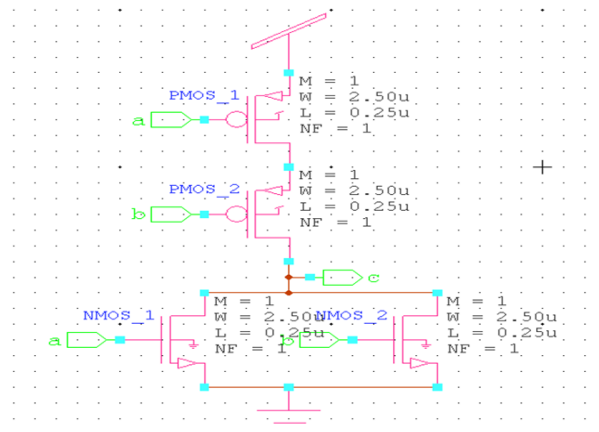 M = 1
PMOS_1 W = 2.50u
a L = 0.25u
NF = 1
M = 1
PMOS_2 W = 2.50u
b L = 0.25u
NF = 1
c
M = 1 M = 1
NMOS_1 W = 2.50u NMOS_2 W = 2.50u
a L = 0.25u b L = 0.25u
NF = 1 NF = 1